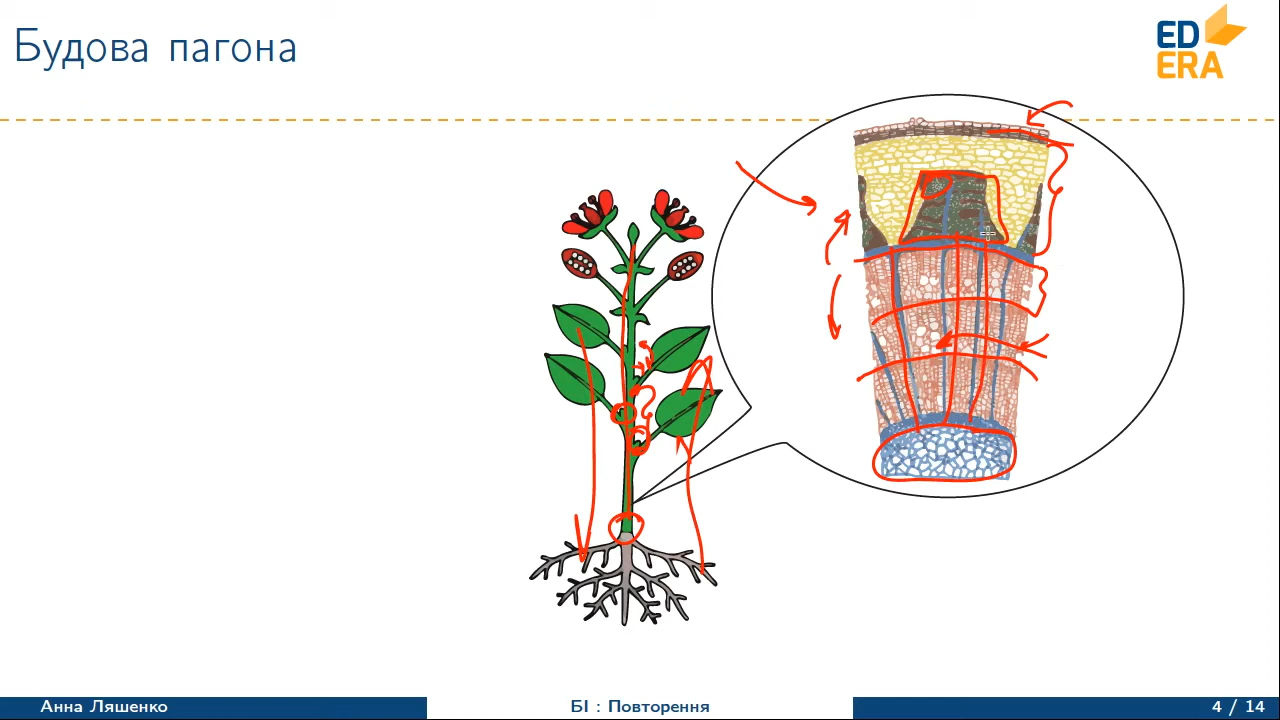 Будова пагона
ED
ERA
Анна Ляшенко
БІ : Повторення
4 / 14